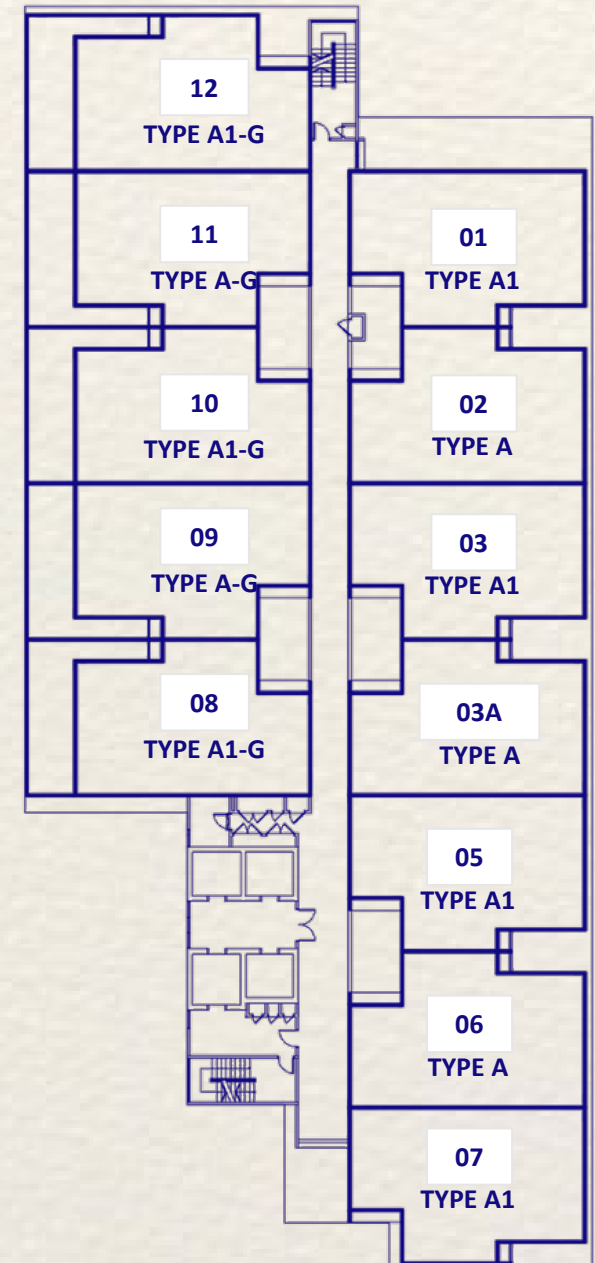 12
TYPE A1-G
11
TYPE A-G
01
TYPE A1
10
TYPE A1-G
02
TYPE A
09
TYPE A-G
03
TYPE A1
08
TYPE A1-G
03A
TYPE A
05
TYPE A1
06
TYPE A
07
TYPE A1